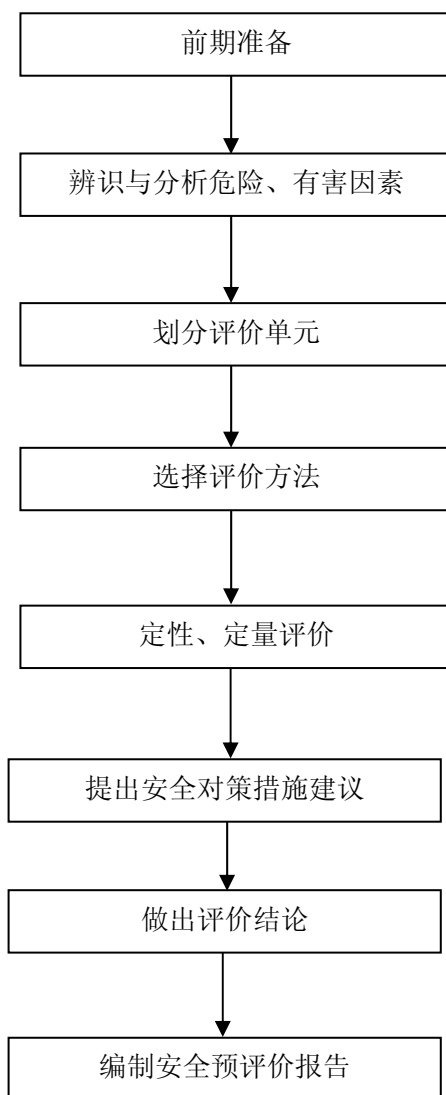 前期准备
辨识与分析危险、有害因素
划分评价单元
选择评价方法
定性、定量评价
提出安全对策措施建议
做出评价结论
编制安全预评价报告